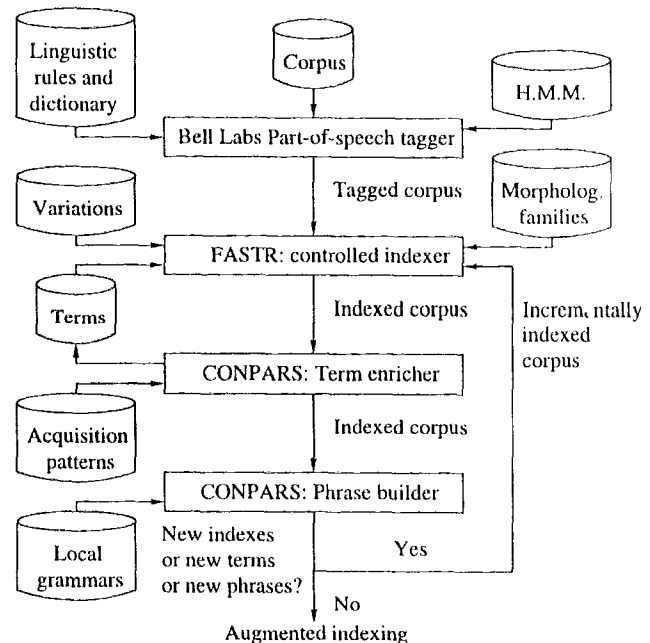 Linguistic
rules and
dictionary
Corpus
H.M.M.
Bell Labs Part-of-speech tagger
Tagged corpus
Variations
Morpholog.
families
FASTR: controlled indexer
Terms
Indexed corpus
Incrementally
indexed
corpus
CONPARS: Term enricher
Acquisition
patterns
Indexed corpus
CONPARS: Phrase builder
Local
grammars
New indexes
or new terms
or new phrases?
Yes
No
Augmented indexing